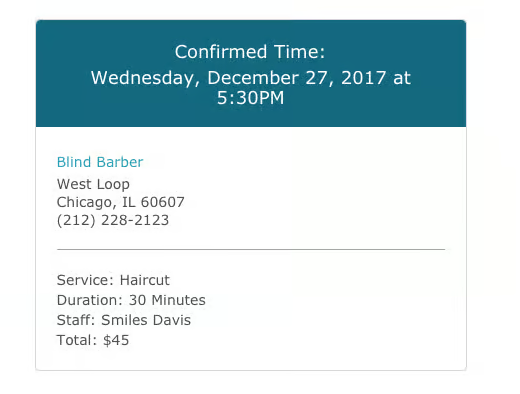 Confirmed Time:
Wednesday, December 27, 2017 at
5:30PM
Blind Barber
West Loop
Chicago, IL 60607
(212) 228-2123
Service: Haircut
Duration: 30 Minutes
Staff: Smiles Davis
Total: $45